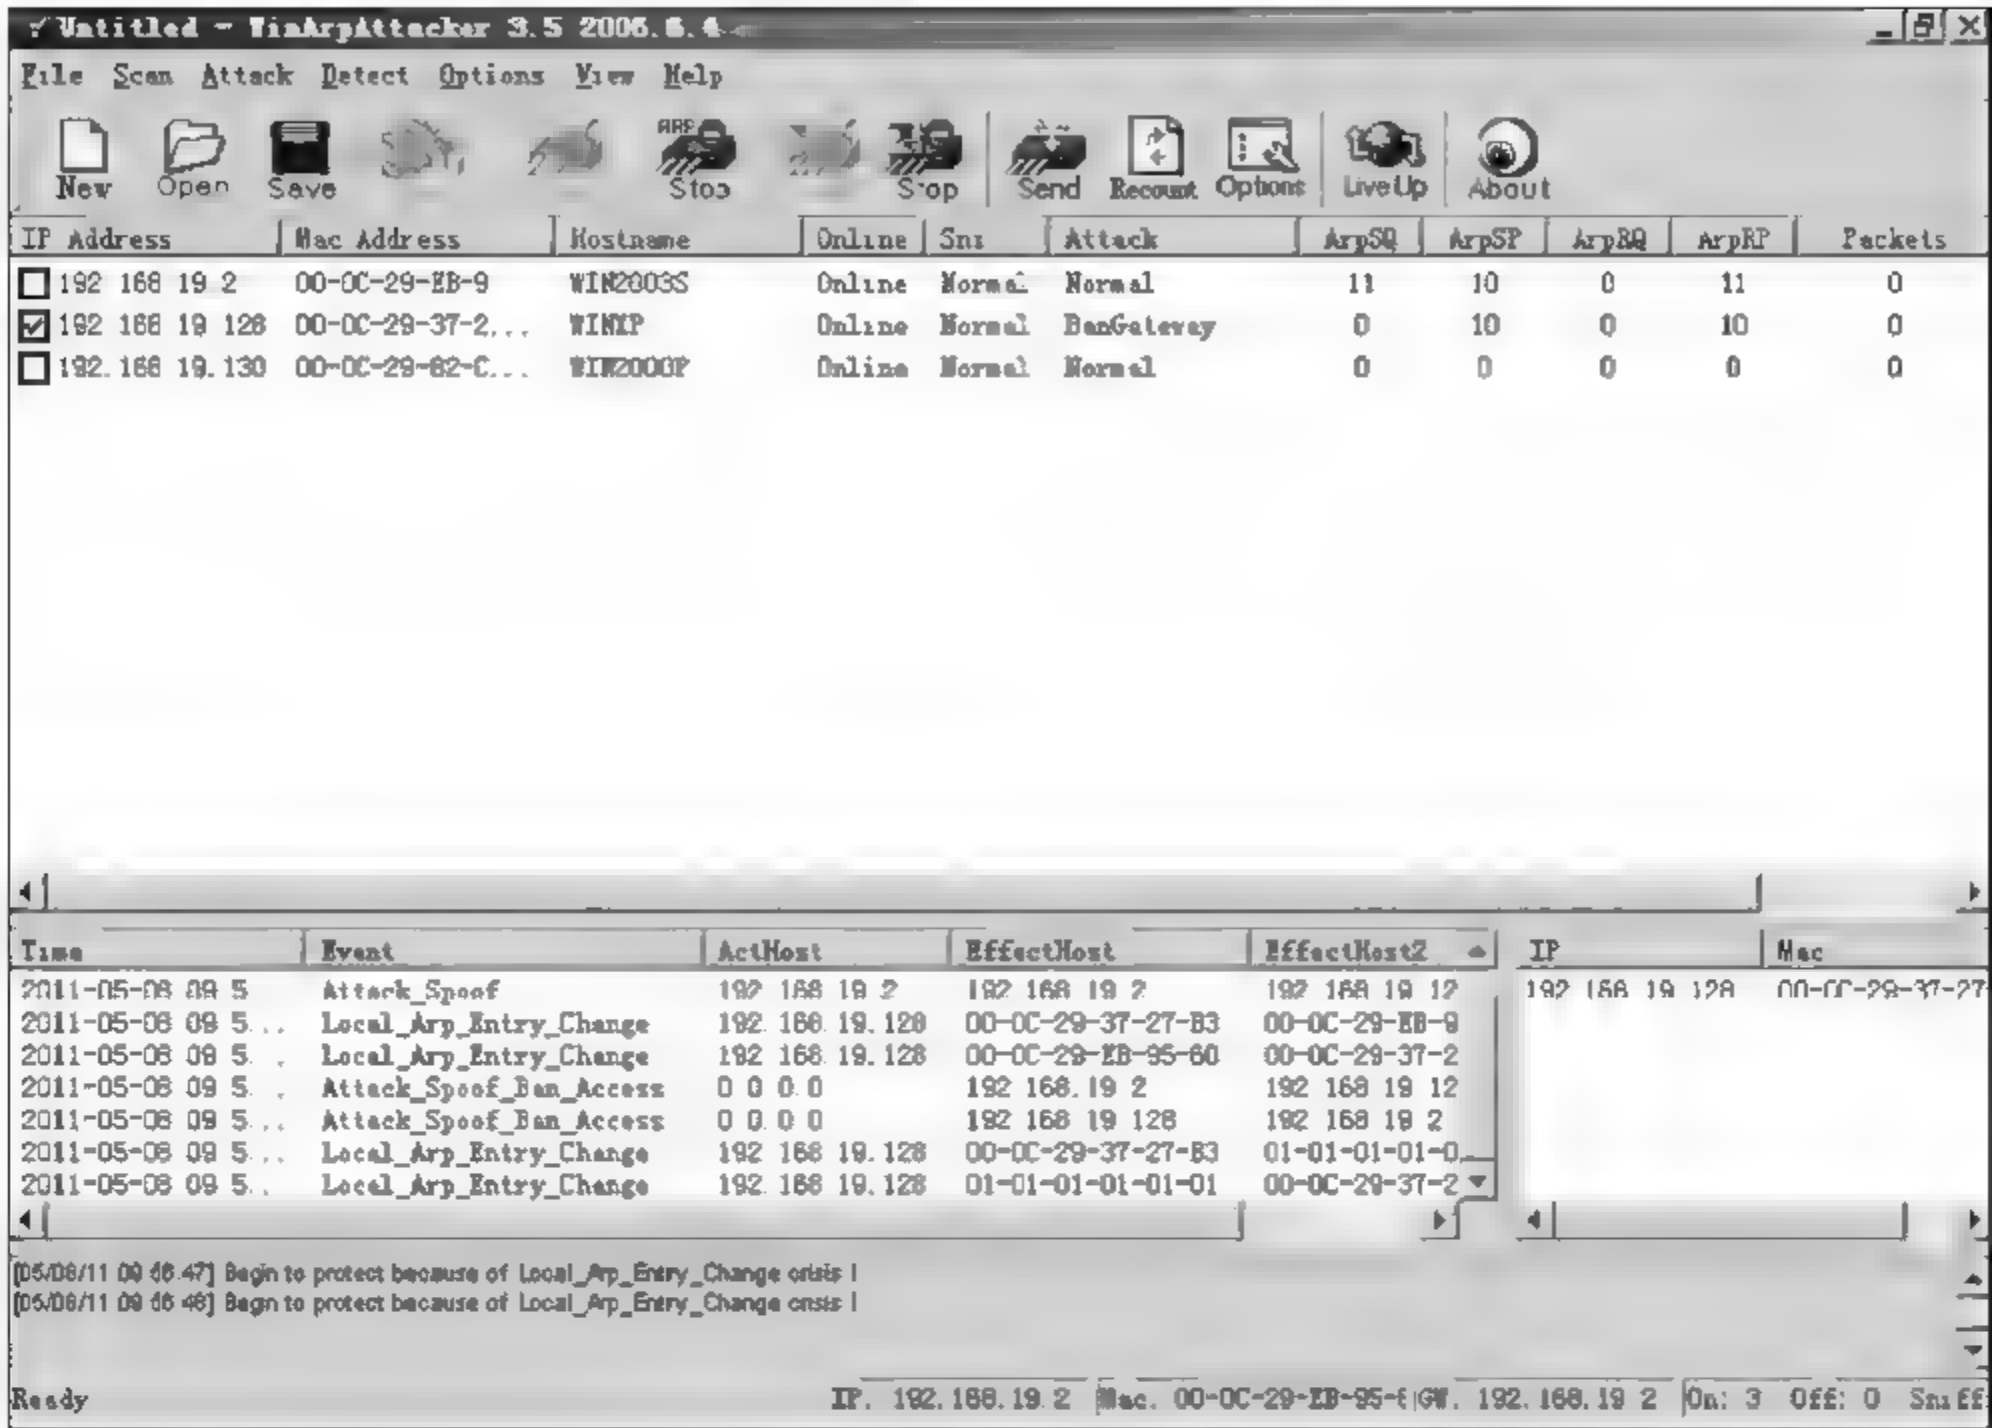 Untitled - WinArpAttacker 3.5 2006.6.4
File Scan Attack Detect Options View Help
ARP
New Open Save Stop Stop Send Recount Options LiveUp About
IP Address Mac Address Hostname Online Sni Attack ArpSQ ArpSP ArpRQ ArpRP Packets
192.168.19.2 00-0C-29-EB-9 WIN2003S Online Normal Normal 11 10 0 11 0
192.168.19.128 00-0C-29-37-2... WINXP Online Normal BanGateway 0 10 0 10 0
192.168.19.130 00-0C-29-62-C... WIN2000P Online Normal Normal 0 0 0 0 0
Time Event ActHost EffectHost EffectHost2 IP Mac
2011-05-08 09 5 Attack_Spoof 192.168.19.2 192.168.19.2 192.168.19.12 192.168.19.128 00-0C-29-37-27
2011-05-08 09 5... Local_Arp_Entry_Change 192.168.19.128 00-0C-29-37-27-B3 00-0C-29-EB-9
2011-05-08 09 5... Local_Arp_Entry_Change 192.168.19.128 00-0C-29-EB-95-60 00-0C-29-37-2
2011-05-08 09 5... Attack_Spoof_Ban_Access 0.0.0.0 192.168.19.2 192.168.19.12
2011-05-08 09 5... Attack_Spoof_Ban_Access 0.0.0.0 192.168.19.128 192.168.19.2
2011-05-08 09 5... Local_Arp_Entry_Change 192.168.19.128 00-0C-29-37-27-B3 01-01-01-01-0
2011-05-08 09 5... Local_Arp_Entry_Change 192.168.19.128 01-01-01-01-01-01 00-0C-29-37-2
Begin to protect because of Local_Arp_Entry_Change crisis !
Begin to protect because of Local_Arp_Entry_Change crisis !
Ready IP: 192.168.19.2 Mac: 00-0C-29-EB-95-6 GW: 192.168.19.2 On: 3 Off: 0 Sniff